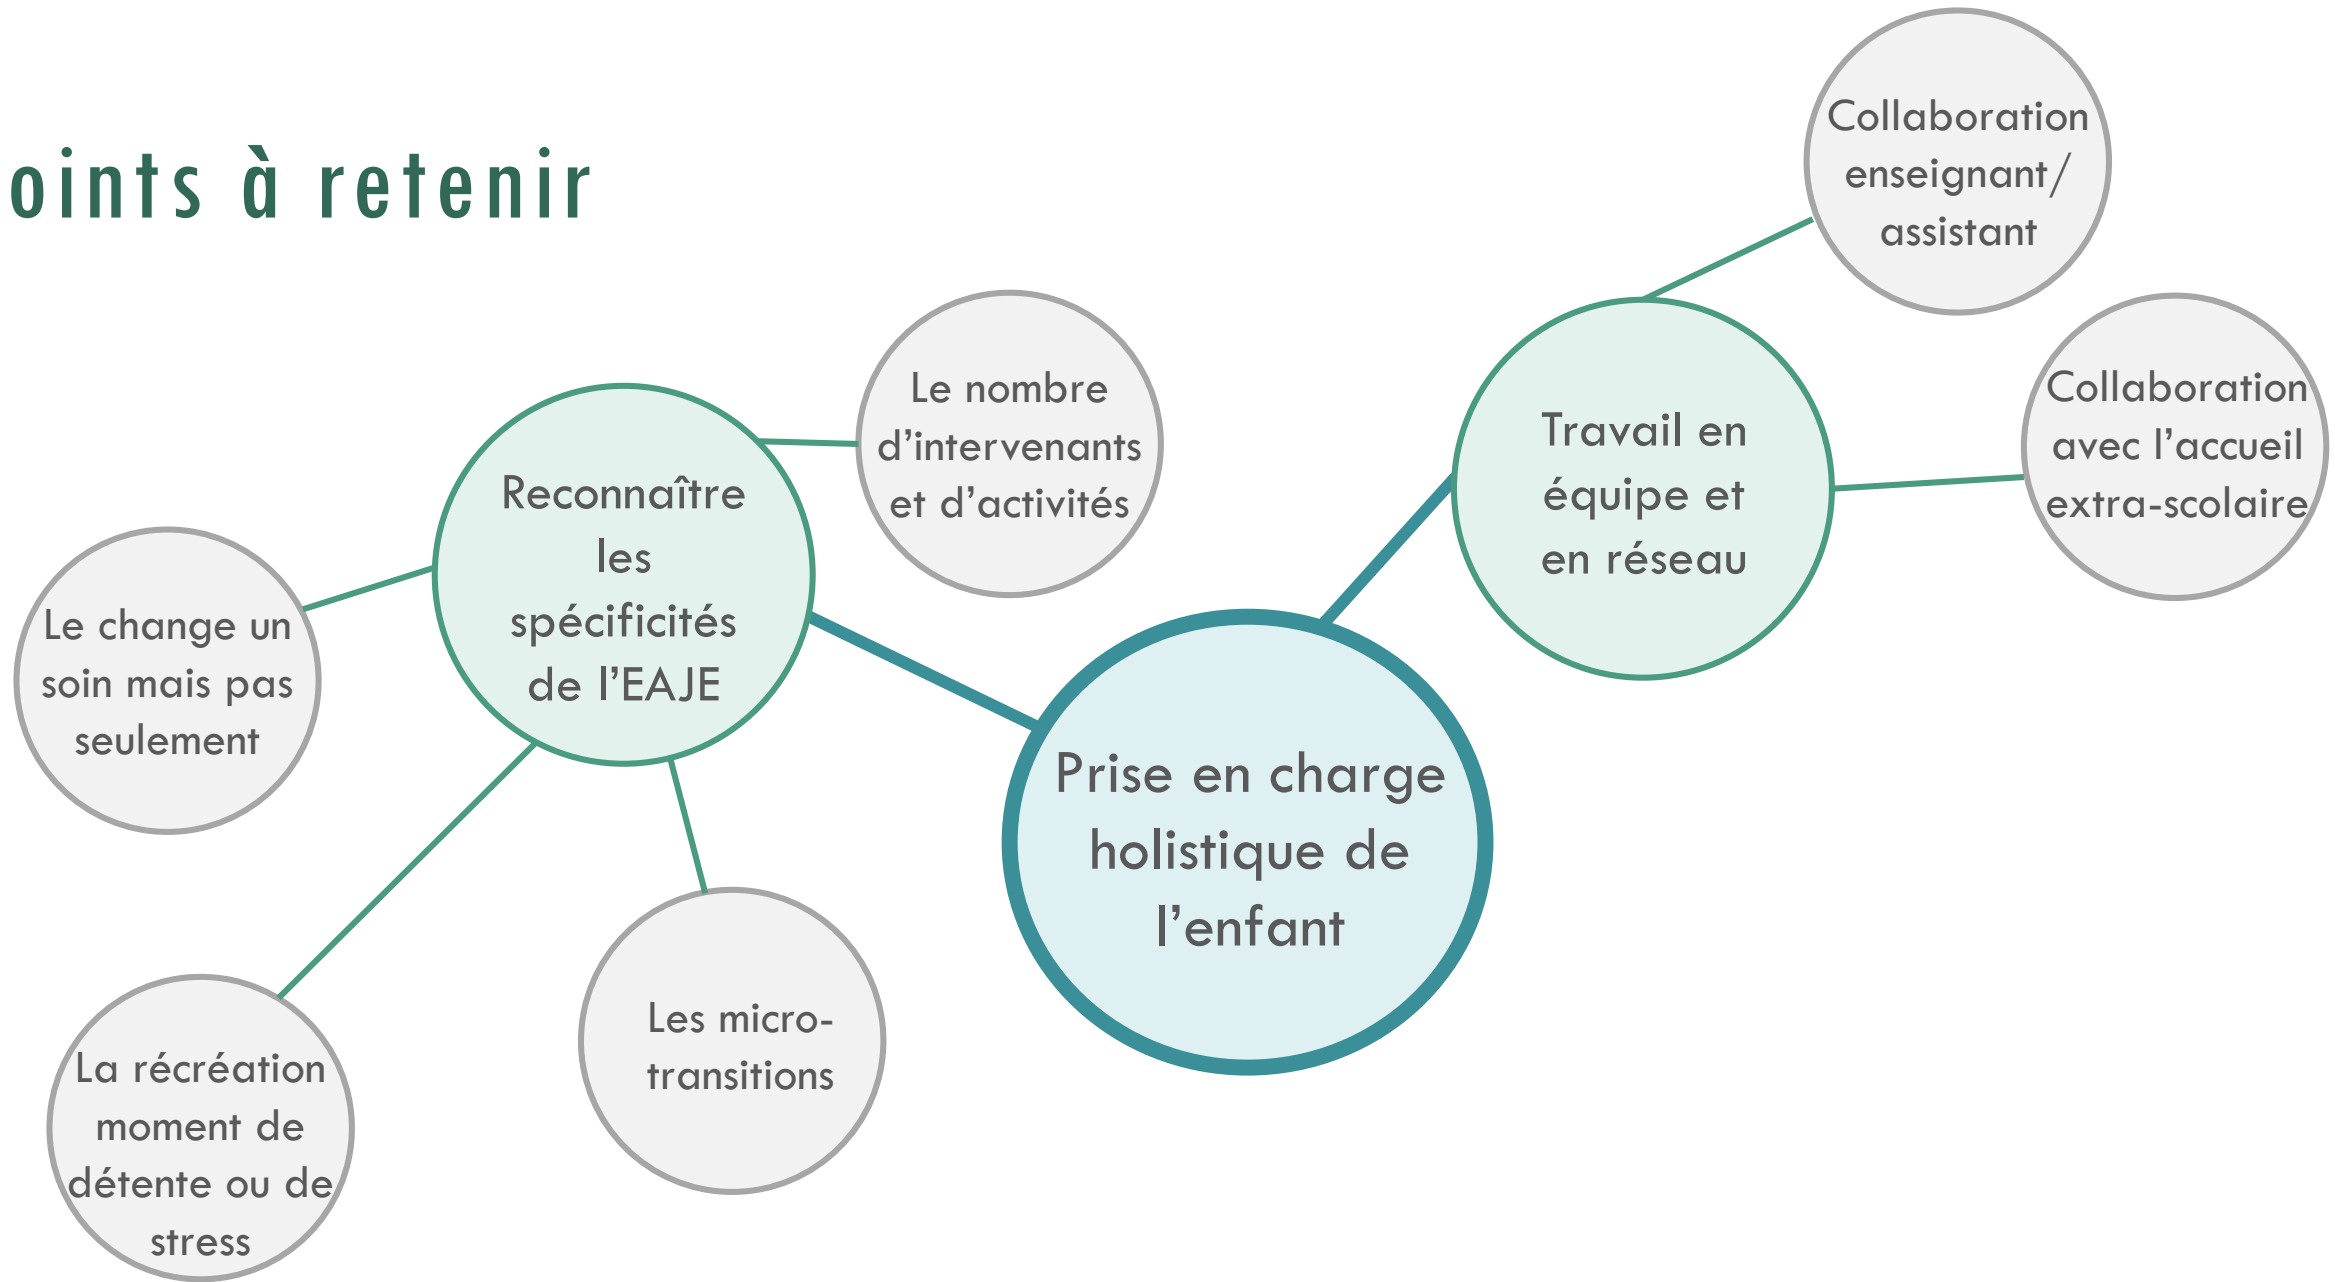 oints à retenir
Collaboration
enseignant/
assistant
Le nombre
d’intervenants
et d’activités
Collaboration
avec l’accueil
extra-scolaire
Travail en
équipe et
en réseau
Reconnaître
les
spécificités
de l’EAJE
Le change un
soin mais pas
seulement
Prise en charge
holistique de
l’enfant
Les micro-
transitions
La récréation
moment de
détente ou de
stress